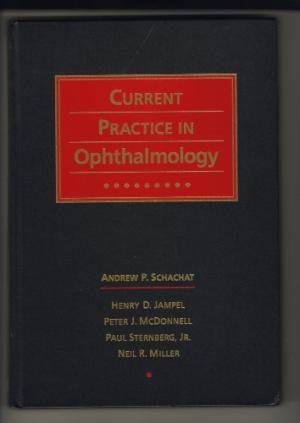 CURRENT
PRACTICE IN
Ophthalmology
ANDREW P. SCHACHAT
HENRY D. JAMPEL
PETER J. MCDONNELL
PAUL STERNBERG, JR.
NEIL R. MILLER